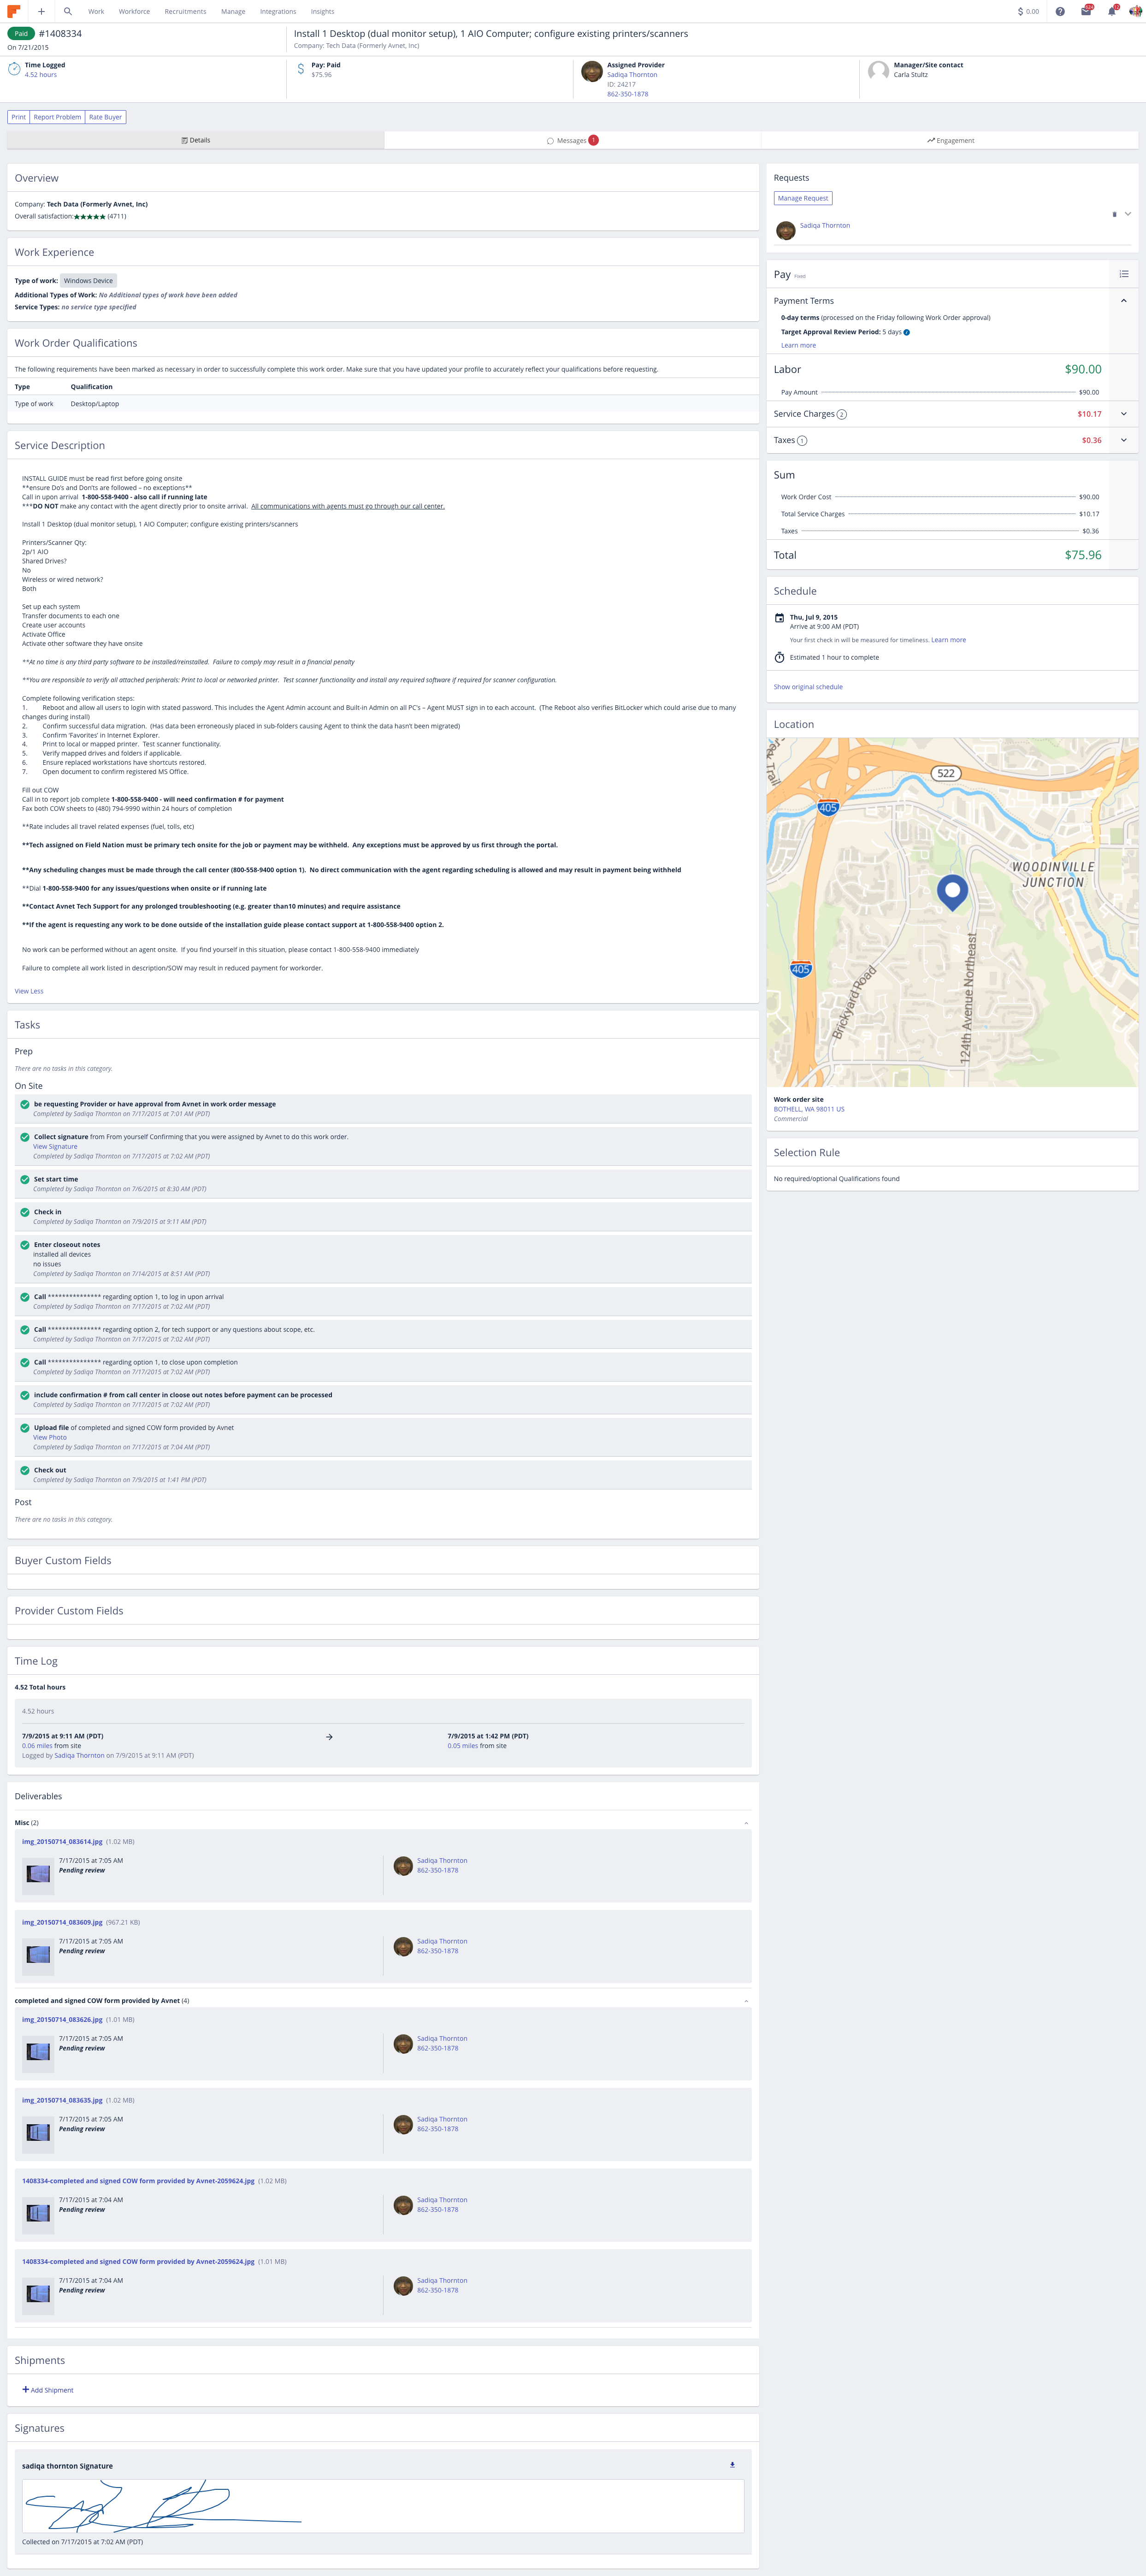 Work Workforce Recruitments Manage Integrations Insights
$ 0.00
Paid #1408334
On 7/21/2015
Install 1 Desktop (dual monitor setup), 1 AIO Computer; configure existing printers/scanners
Company: Tech Data (Formerly Avnet, Inc)
Time Logged
4.52 hours
Pay: Paid
$75.96
Assigned Provider
Sadiqa Thornton
ID: 24217
862-350-1878
Manager/Site contact
Carla Stultz
Print Report Problem Rate Buyer
Details Messages 1 Engagement
Overview
Company: Tech Data (Formerly Avnet, Inc)
Overall satisfaction:★★★★★ (4711)
Work Experience
Type of work: Windows Device
Additional Types of Work: No Additional types of work have been added
Service Types: no service type specified
Work Order Qualifications
The following requirements have been marked as necessary in order to successfully complete this work order. Make sure that you have updated your profile to accurately reflect your qualifications before requesting.
Type Qualification
Type of work Desktop/Laptop
Service Description
INSTALL GUIDE must be read first before going onsite
**ensure Do's and Don'ts are followed – no exceptions**
Call in upon arrival 1-800-558-9400 - also call if running late
***DO NOT make any contact with the agent directly prior to onsite arrival. All communications with agents must go through our call center.
Install 1 Desktop (dual monitor setup), 1 AIO Computer; configure existing printers/scanners
Printers/Scanner Qty:
2p/1 AIO
Shared Drives?
No
Wireless or wired network?
Both
Set up each system
Transfer documents to each one
Create user accounts
Activate Office
Activate other software they have onsite
**At no time is any third party software to be installed/reinstalled. Failure to comply may result in a financial penalty
**You are responsible to verify all attached peripherals: Print to local or networked printer. Test scanner functionality and install any required software if required for scanner configuration.
Complete following verification steps:
1. Reboot and allow all users to login with stated password. This includes the Agent Admin account and Built-In Admin on all PC's – Agent MUST sign in to each account. (The Reboot also verifies BitLocker which could arise due to many
changes during install)
2. Confirm successful data migration. (Has data been erroneously placed in sub-folders causing Agent to think the data hasn't been migrated)
3. Confirm 'Favorites' in Internet Explorer.
4. Print to local or mapped printer. Test scanner functionality.
5. Verify mapped drives and folders if applicable.
6. Ensure replaced workstations have shortcuts restored.
7. Open document to confirm registered MS Office.
Fill out COW
Call in to report job complete 1-800-558-9400 - will need confirmation # for payment
Fax both COW sheets to (480) 794-9990 within 24 hours of completion
**Rate includes all travel related expenses (fuel, tolls, etc)
**Tech assigned on Field Nation must be primary tech onsite for the job or payment may be withheld. Any exceptions must be approved by us first through the portal.
**Any scheduling changes must be made through the call center (800-558-9400 option 1). No direct communication with the agent regarding scheduling is allowed and may result in payment being withheld
**Dial 1-800-558-9400 for any issues/questions when onsite or if running late
**Contact Avnet Tech Support for any prolonged troubleshooting (e.g. greater than10 minutes) and require assistance
**If the agent is requesting any work to be done outside of the installation guide please contact support at 1-800-558-9400 option 2.
No work can be performed without an agent onsite. If you find yourself in this situation, please contact 1-800-558-9400 immediately
Failure to complete all work listed in description/SOW may result in reduced payment for workorder.
View Less
Tasks
Prep
There are no tasks in this category.
On Site
be requesting Provider or have approval from Avnet in work order message
Completed by Sadiqa Thornton on 7/17/2015 at 7:01 AM (PDT)
Collect signature from From yourself Confirming that you were assigned by Avnet to do this work order.
View Signature
Completed by Sadiqa Thornton on 7/17/2015 at 7:02 AM (PDT)
Set start time
Completed by Sadiqa Thornton on 7/6/2015 at 8:30 AM (PDT)
Check in
Completed by Sadiqa Thornton on 7/9/2015 at 9:11 AM (PDT)
Enter closeout notes
installed all devices
no issues
Completed by Sadiqa Thornton on 7/14/2015 at 8:51 AM (PDT)
Call *************** regarding option 1, to log in upon arrival
Completed by Sadiqa Thornton on 7/17/2015 at 7:02 AM (PDT)
Call *************** regarding option 2, for tech support or any questions about scope, etc.
Completed by Sadiqa Thornton on 7/17/2015 at 7:02 AM (PDT)
Call *************** regarding option 1, to close upon completion
Completed by Sadiqa Thornton on 7/17/2015 at 7:02 AM (PDT)
include confirmation # from call center in cloose out notes before payment can be processed
Completed by Sadiqa Thornton on 7/17/2015 at 7:02 AM (PDT)
Upload file of completed and signed COW form provided by Avnet
View Photo
Completed by Sadiqa Thornton on 7/17/2015 at 7:04 AM (PDT)
Check out
Completed by Sadiqa Thornton on 7/9/2015 at 1:41 PM (PDT)
Post
There are no tasks in this category.
Buyer Custom Fields
Provider Custom Fields
Time Log
4.52 Total hours
4.52 hours
7/9/2015 at 9:11 AM (PDT) → 7/9/2015 at 1:42 PM (PDT)
0.06 miles from site 0.05 miles from site
Logged by Sadiqa Thornton on 7/9/2015 at 9:11 AM (PDT)
Deliverables
Misc (2)
img_20150714_083614.jpg (1.02 MB)
7/17/2015 at 7:05 AM Sadiqa Thornton
Pending review 862-350-1878
img_20150714_083609.jpg (967.21 KB)
7/17/2015 at 7:05 AM Sadiqa Thornton
Pending review 862-350-1878
completed and signed COW form provided by Avnet (4)
img_20150714_083626.jpg (1.01 MB)
7/17/2015 at 7:05 AM Sadiqa Thornton
Pending review 862-350-1878
img_20150714_083635.jpg (1.02 MB)
7/17/2015 at 7:05 AM Sadiqa Thornton
Pending review 862-350-1878
1408334-completed and signed COW form provided by Avnet-2059624.jpg (1.02 MB)
7/17/2015 at 7:04 AM Sadiqa Thornton
Pending review 862-350-1878
1408334-completed and signed COW form provided by Avnet-2059624.jpg (1.01 MB)
7/17/2015 at 7:04 AM Sadiqa Thornton
Pending review 862-350-1878
Shipments
Add Shipment
Signatures
sadiqa thornton Signature
Collected on 7/17/2015 at 7:02 AM (PDT)
Requests
Manage Request
Sadiqa Thornton
Pay Fixed
Payment Terms
0-day terms (processed on the Friday following Work Order approval)
Target Approval Review Period: 5 days
Learn more
Labor $90.00
Pay Amount $90.00
Service Charges 2 $10.17
Taxes 1 $0.36
Sum
Work Order Cost $90.00
Total Service Charges $10.17
Taxes $0.36
Total $75.96
Schedule
Thu, Jul 9, 2015
Arrive at 9:00 AM (PDT)
Your first check in will be measured for timeliness. Learn more
Estimated 1 hour to complete
Show original schedule
Location
522
405
WOODINVILLE
JUNCTION
405
Brickyard Road
124th Avenue Northeast
Work order site
BOTHELL, WA 98011 US
Commercial
Selection Rule
No required/optional Qualifications found